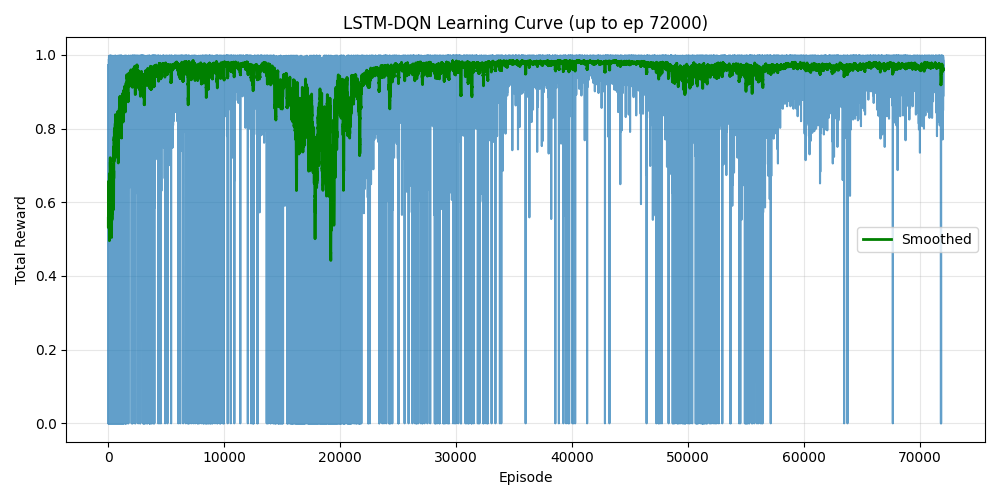 LSTM-DQN Learning Curve (up to ep 72000)
Total Reward
1.0
0.8
0.6
0.4
0.2
0.0
Smoothed
0 10000 20000 30000 40000 50000 60000 70000
Episode